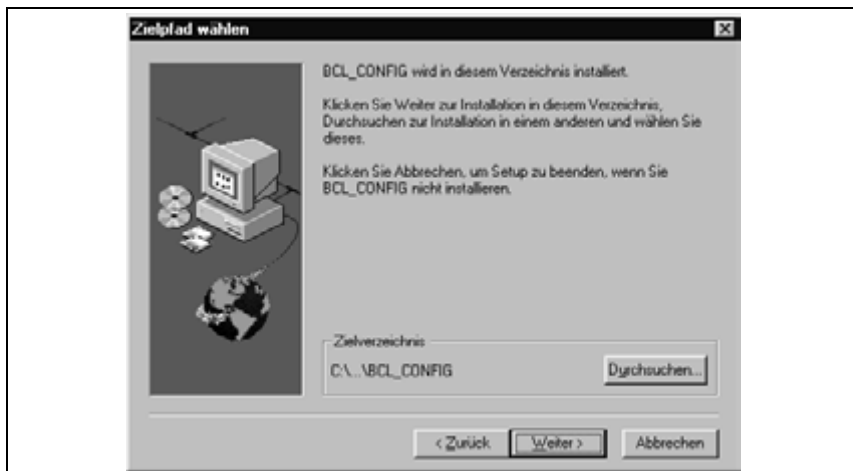 Zielpfad wählen
BCL_CONFIG wird in diesem Verzeichnis installiert.
Klicken Sie Weiter zur Installation in diesem Verzeichnis,
Durchsuchen zur Installation in einem anderen und wählen Sie
dieses.
Klicken Sie Abbrechen, um Setup zu beenden, wenn Sie
BCL_CONFIG nicht installieren.
Zielverzeichnis
C:\...\BCL_CONFIG
Durchsuchen...
< Zurück
Weiter >
Abbrechen